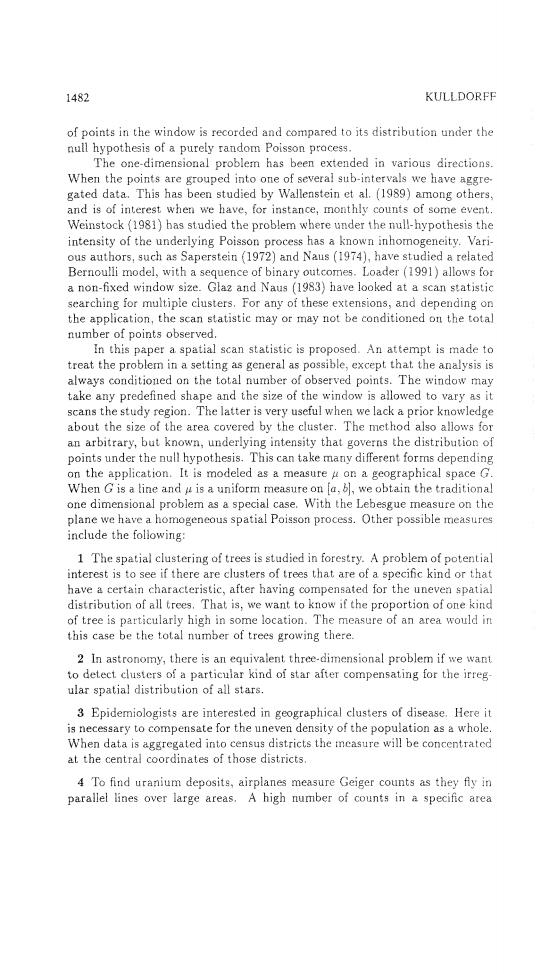 1482 KULLDORFF
of points in the window is recorded and compared to its distribution under the
null hypothesis of a purely random Poisson process.
The one-dimensional problem has been extended in various directions.
When the points are grouped into one of several sub-intervals we have aggre-
gated data. This has been studied by Wallenstein et al. (1989) among others,
and is of interest when we have, for instance, monthly counts of some event.
Weinstock (1981) has studied the problem where under the null-hypothesis the
intensity of the underlying Poisson process has a known inhomogeneity. Vari-
ous authors, such as Saperstein (1972) and Naus (1974), have studied a related
Bernoulli model, with a sequence of binary outcomes. Loader (1991) allows for
a non-fixed window size. Glaz and Naus (1983) have looked at a scan statistic
searching for multiple clusters. For any of these extensions, and depending on
the application, the scan statistic may or may not be conditioned on the total
number of points observed.
In this paper a spatial scan statistic is proposed. An attempt is made to
treat the problem in a setting as general as possible, except that the analysis is
always conditioned on the total number of observed points. The window may
take any predefined shape and the size of the window is allowed to vary as it
scans the study region. The latter is very useful when we lack a prior knowledge
about the size of the area covered by the cluster. The method also allows for
an arbitrary, but known, underlying intensity that governs the distribution of
points under the null hypothesis. This can take many different forms depending
on the application. It is modeled as a measure μ on a geographical space G.
When G is a line and μ is a uniform measure on [a, b], we obtain the traditional
one dimensional problem as a special case. With the Lebesgue measure on the
plane we have a homogeneous spatial Poisson process. Other possible measures
include the following:
1 The spatial clustering of trees is studied in forestry. A problem of potential
interest is to see if there are clusters of trees that are of a specific kind or that
have a certain characteristic, after having compensated for the uneven spatial
distribution of all trees. That is, we want to know if the proportion of one kind
of tree is particularly high in some location. The measure of an area would in
this case be the total number of trees growing there.
2 In astronomy, there is an equivalent three-dimensional problem if we want
to detect clusters of a particular kind of star after compensating for the irreg-
ular spatial distribution of all stars.
3 Epidemiologists are interested in geographical clusters of disease. Here it
is necessary to compensate for the uneven density of the population as a whole.
When data is aggregated into census districts the measure will be concentrated
at the central coordinates of those districts.
4 To find uranium deposits, airplanes measure Geiger counts as they fly in
parallel lines over large areas. A high number of counts in a specific area